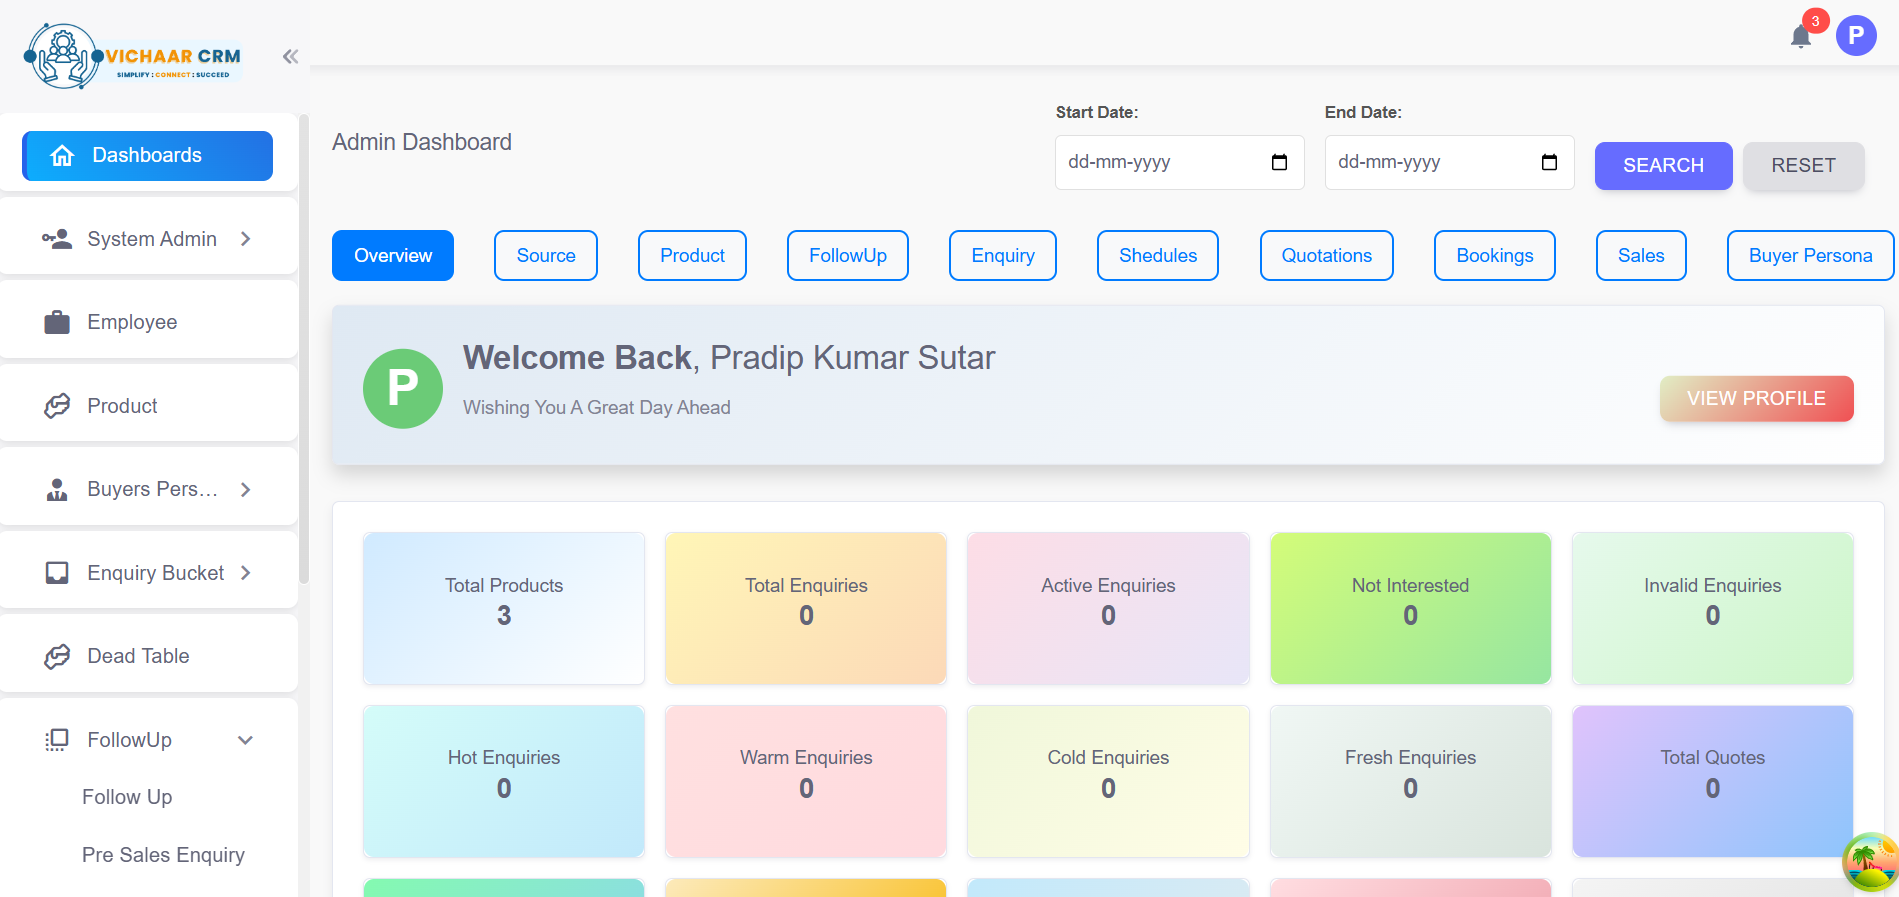 VICHAAR CRM
SIMPLIFY : CONNECT : SUCCEED
3
P
Dashboards
System Admin
Employee
Product
Buyers Pers...
Enquiry Bucket
Dead Table
FollowUp
Follow Up
Pre Sales Enquiry
Admin Dashboard
Start Date:
dd-mm-yyyy
End Date:
dd-mm-yyyy
SEARCH
RESET
Overview
Source
Product
FollowUp
Enquiry
Shedules
Quotations
Bookings
Sales
Buyer Persona
P
Welcome Back, Pradip Kumar Sutar
Wishing You A Great Day Ahead
VIEW PROFILE
Total Products
3
Total Enquiries
0
Active Enquiries
0
Not Interested
0
Invalid Enquiries
0
Hot Enquiries
0
Warm Enquiries
0
Cold Enquiries
0
Fresh Enquiries
0
Total Quotes
0